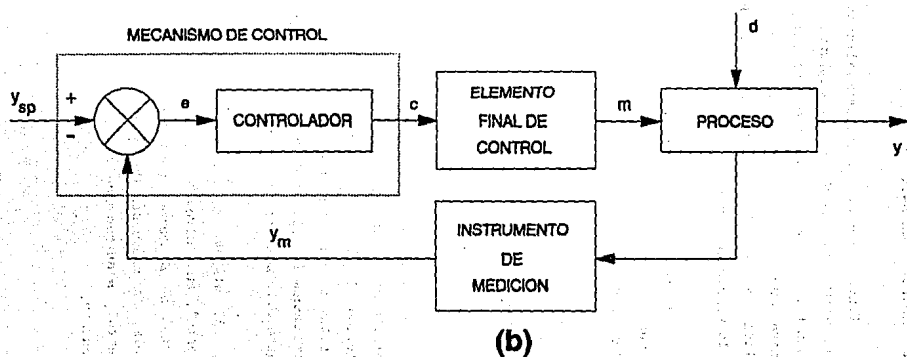 MECANISMO DE CONTROL
d
y sp
+
-
e
CONTROLADOR
c
ELEMENTO
FINAL DE
CONTROL
m
PROCESO
y
y m
INSTRUMENTO
DE
MEDICION
(b)